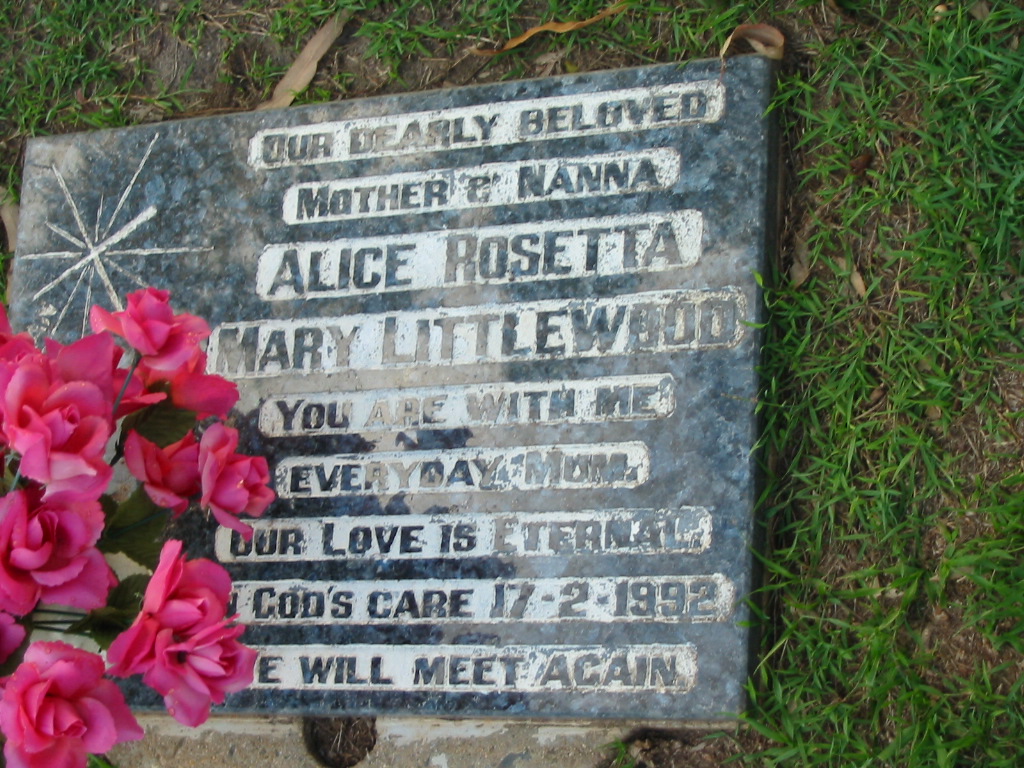 OUR DEARLY BELOVED
MOTHER & NANNA
ALICE ROSETTA
MARY LITTLEWOOD
YOU ARE WITH ME
EVERYDAY, MUM.
OUR LOVE IS ETERNAL.
GOD'S CARE 17-2-1992
WILL MEET AGAIN.